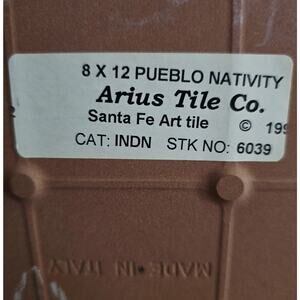 8 X 12 PUEBLO NATIVITY
Arius Tile Co.
Santa Fe Art tile © 199
CAT: INDN STK NO: 6039
MADE·IN ITALY